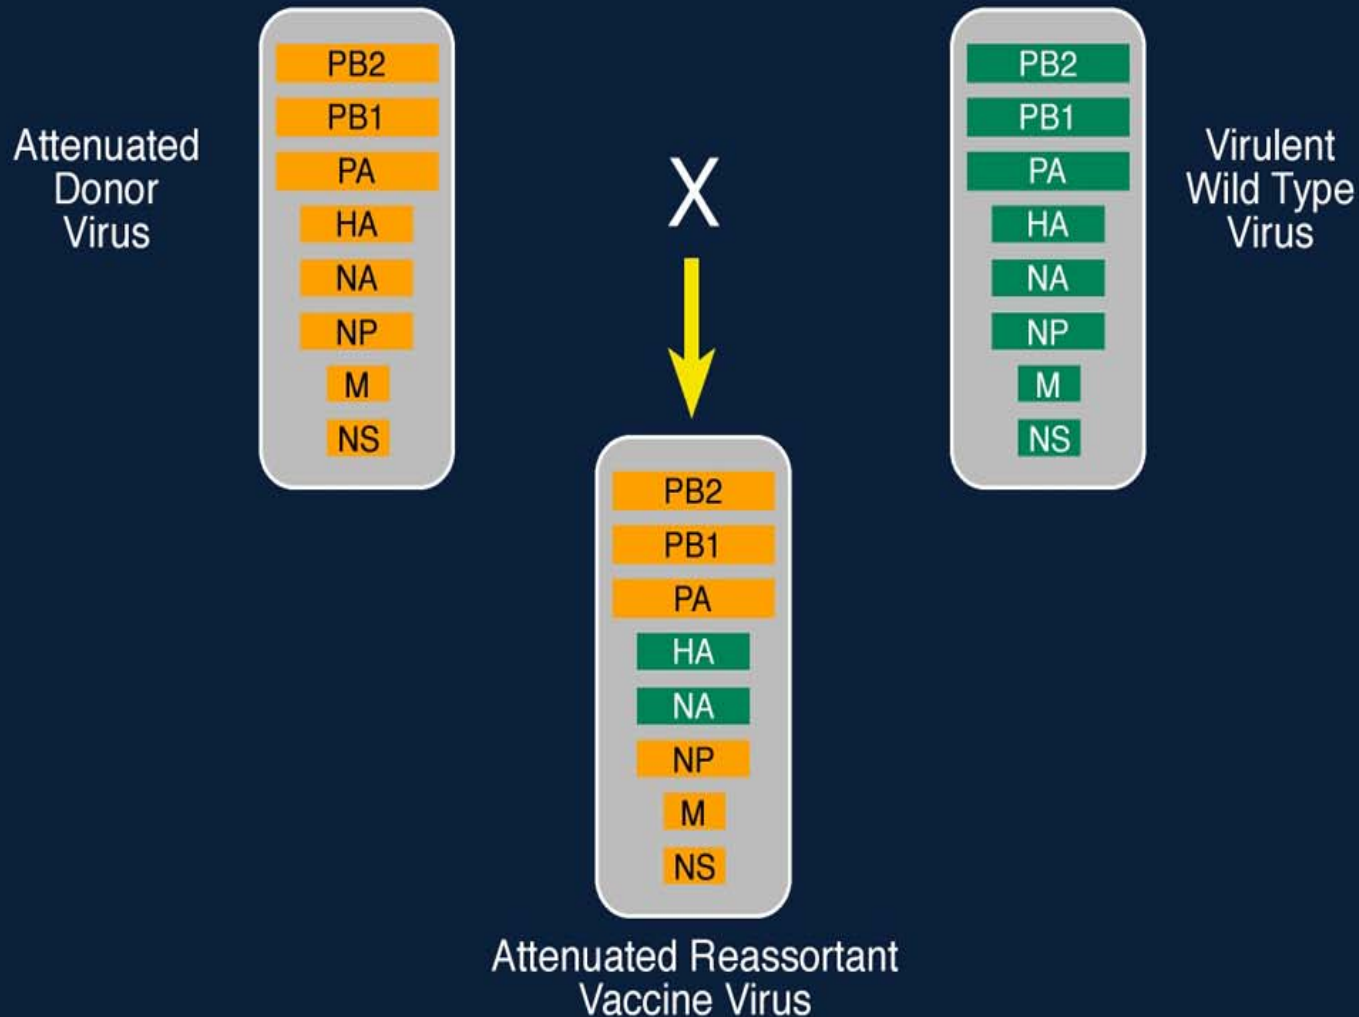 Attenuated
Donor
Virus
PB2
PB1
PA
HA
NA
NP
M
NS
X
PB2
PB1
PA
HA
NA
NP
M
NS
Virulent
Wild Type
Virus
PB2
PB1
PA
HA
NA
NP
M
NS
Attenuated Reassortant
Vaccine Virus